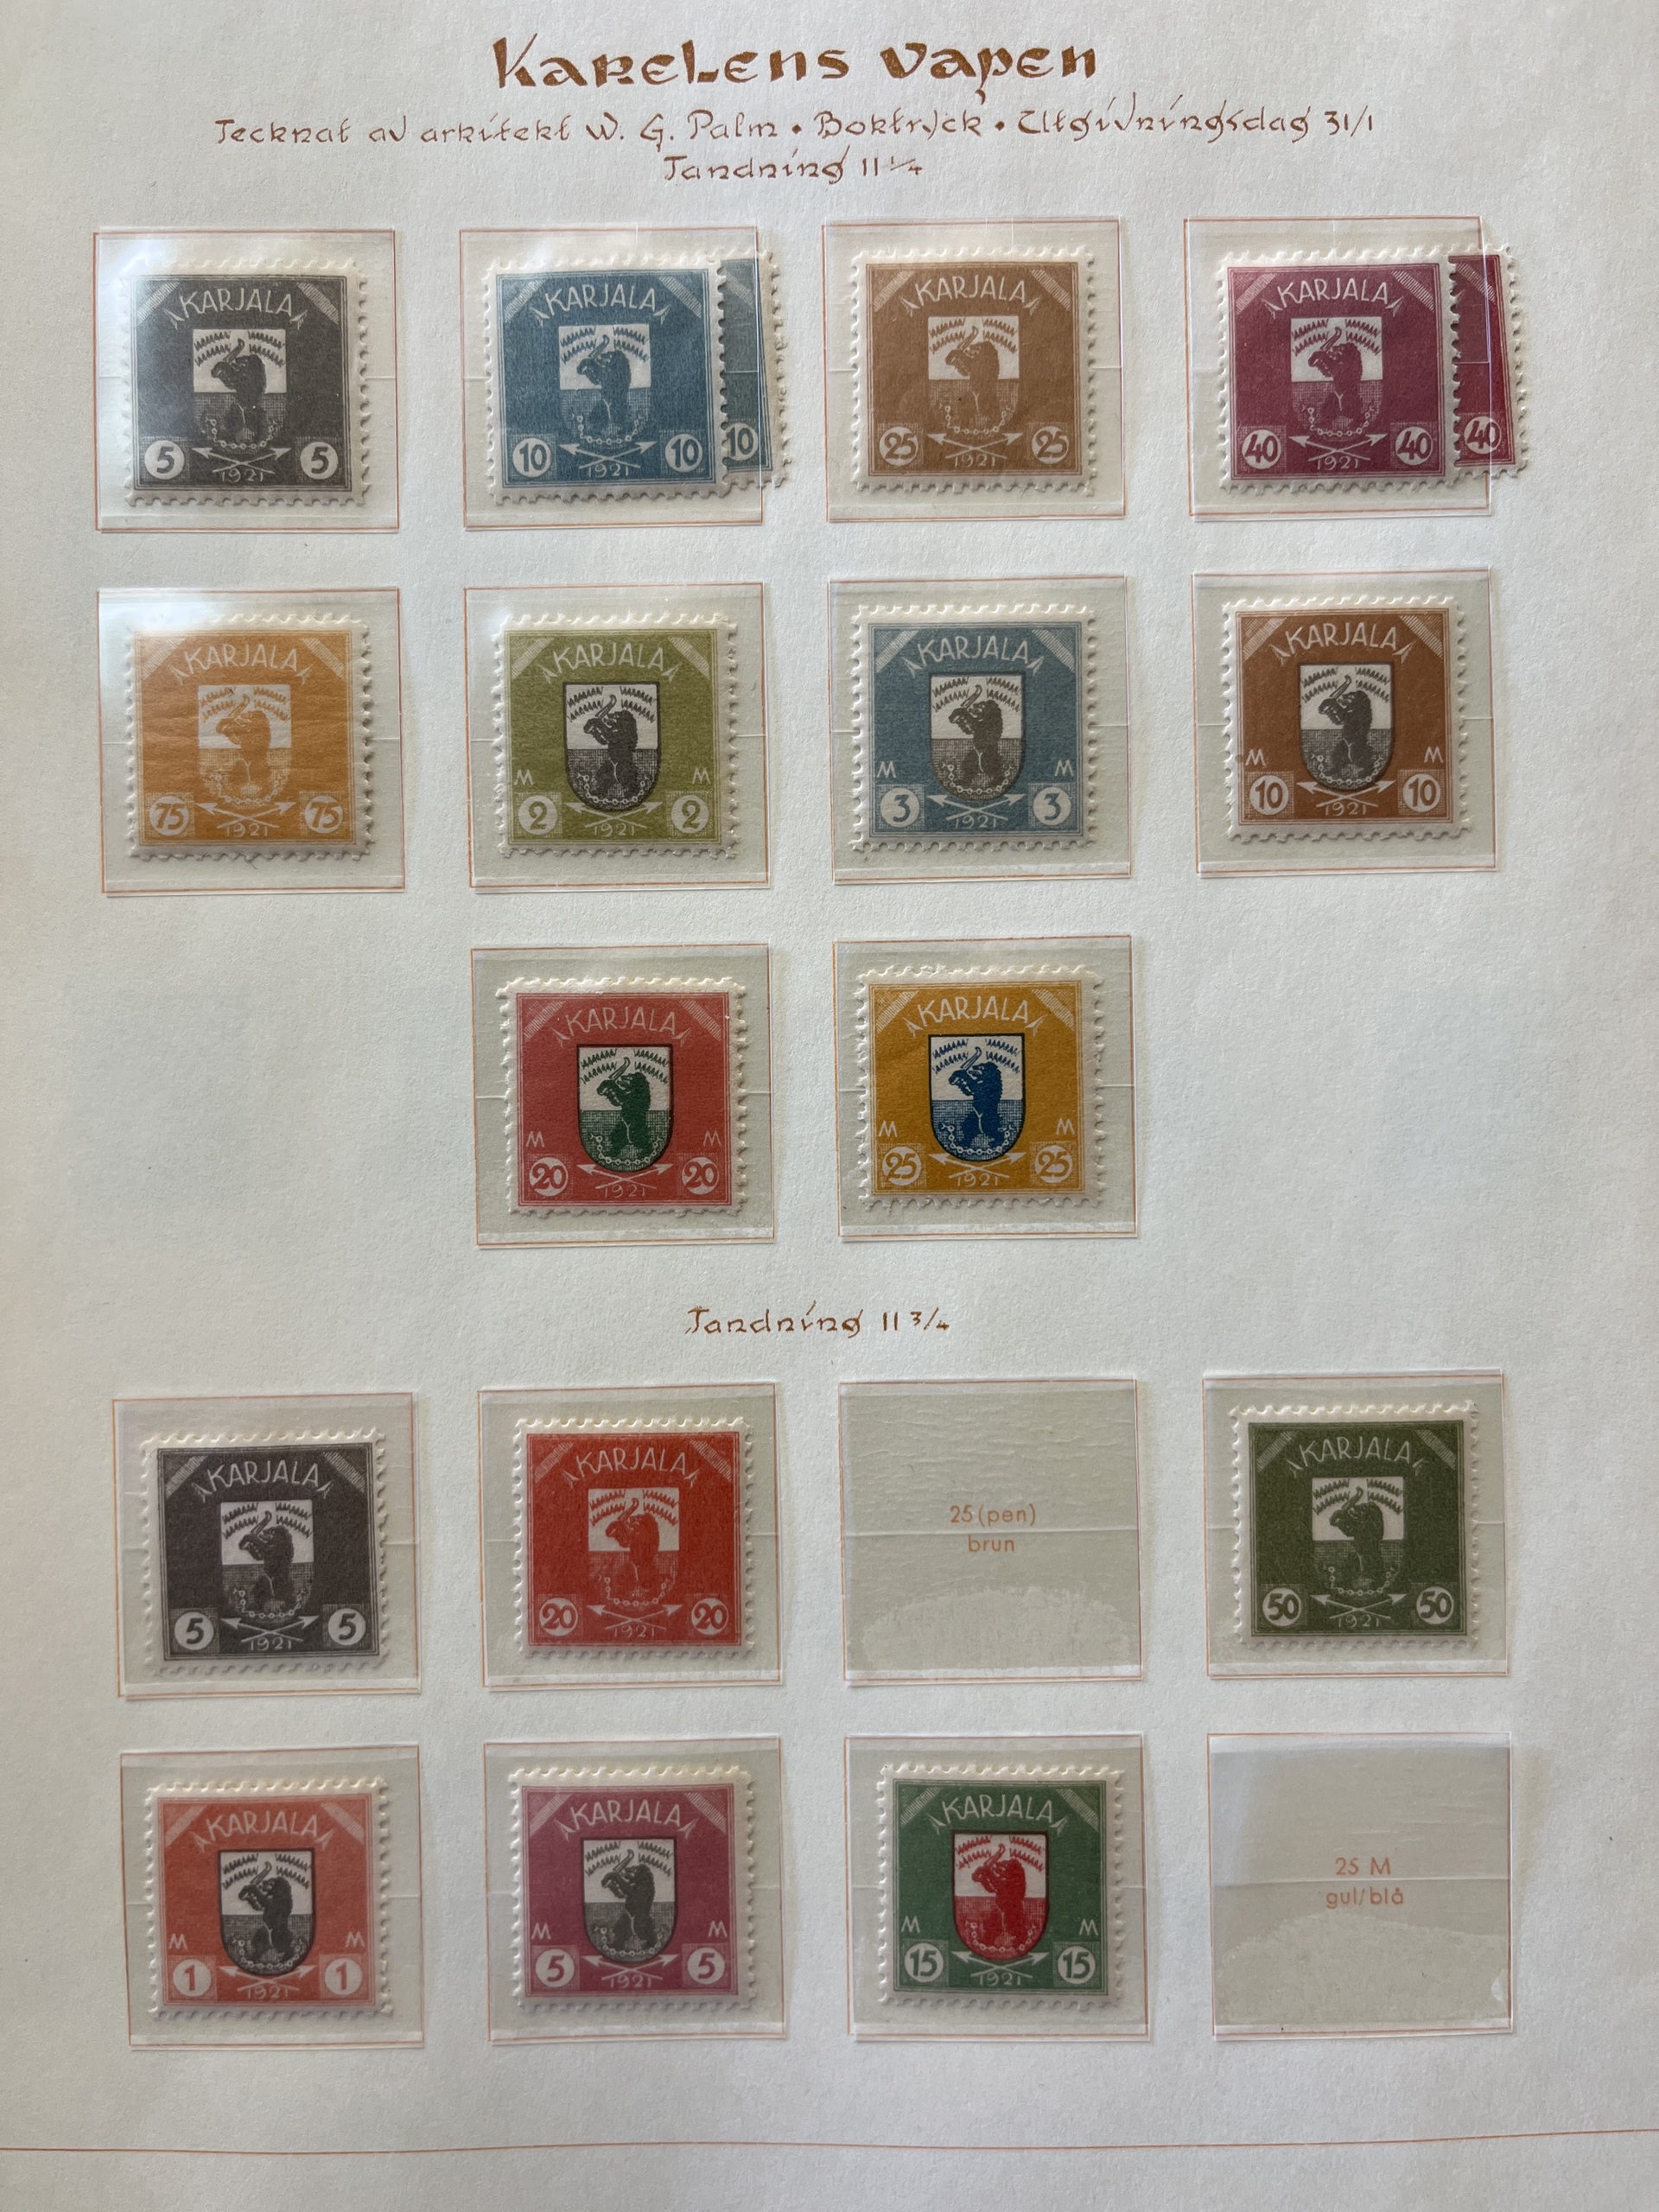 Karelens vapen
Tecknat av arkitekt W. G. Palm • Boktryck • Utgivningsdag 31/1
Tandning 11 1/4
KARJALA
5 5
1921
KARJALA
10 10
1921
10
KARJALA
25 25
1921
KARJALA
40 40
1921
40
KARJALA
75 75
1921
KARJALA
M M
2 2
1921
KARJALA
M M
3 3
1921
KARJALA
M M
10 10
1921
KARJALA
M M
20 20
1921
KARJALA
M M
25 25
1921
Tandning 11 3/4
KARJALA
5 5
1921
KARJALA
20 20
1921
25 (pen)
brun
KARJALA
50 50
1921
KARJALA
M M
1 1
1921
KARJALA
M M
5 5
1921
KARJALA
M M
15 15
1921
25 M
gul/blå